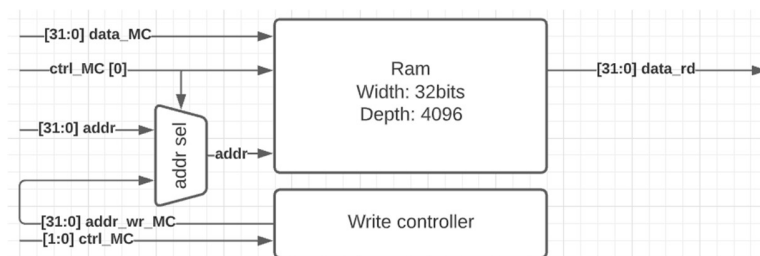 [31:0] data_MC
ctrl_MC [0]
Ram
Width: 32bits
Depth: 4096
[31:0] data_rd
[31:0] addr
addr sel
addr
[31:0] addr_wr_MC
[1:0] ctrl_MC
Write controller